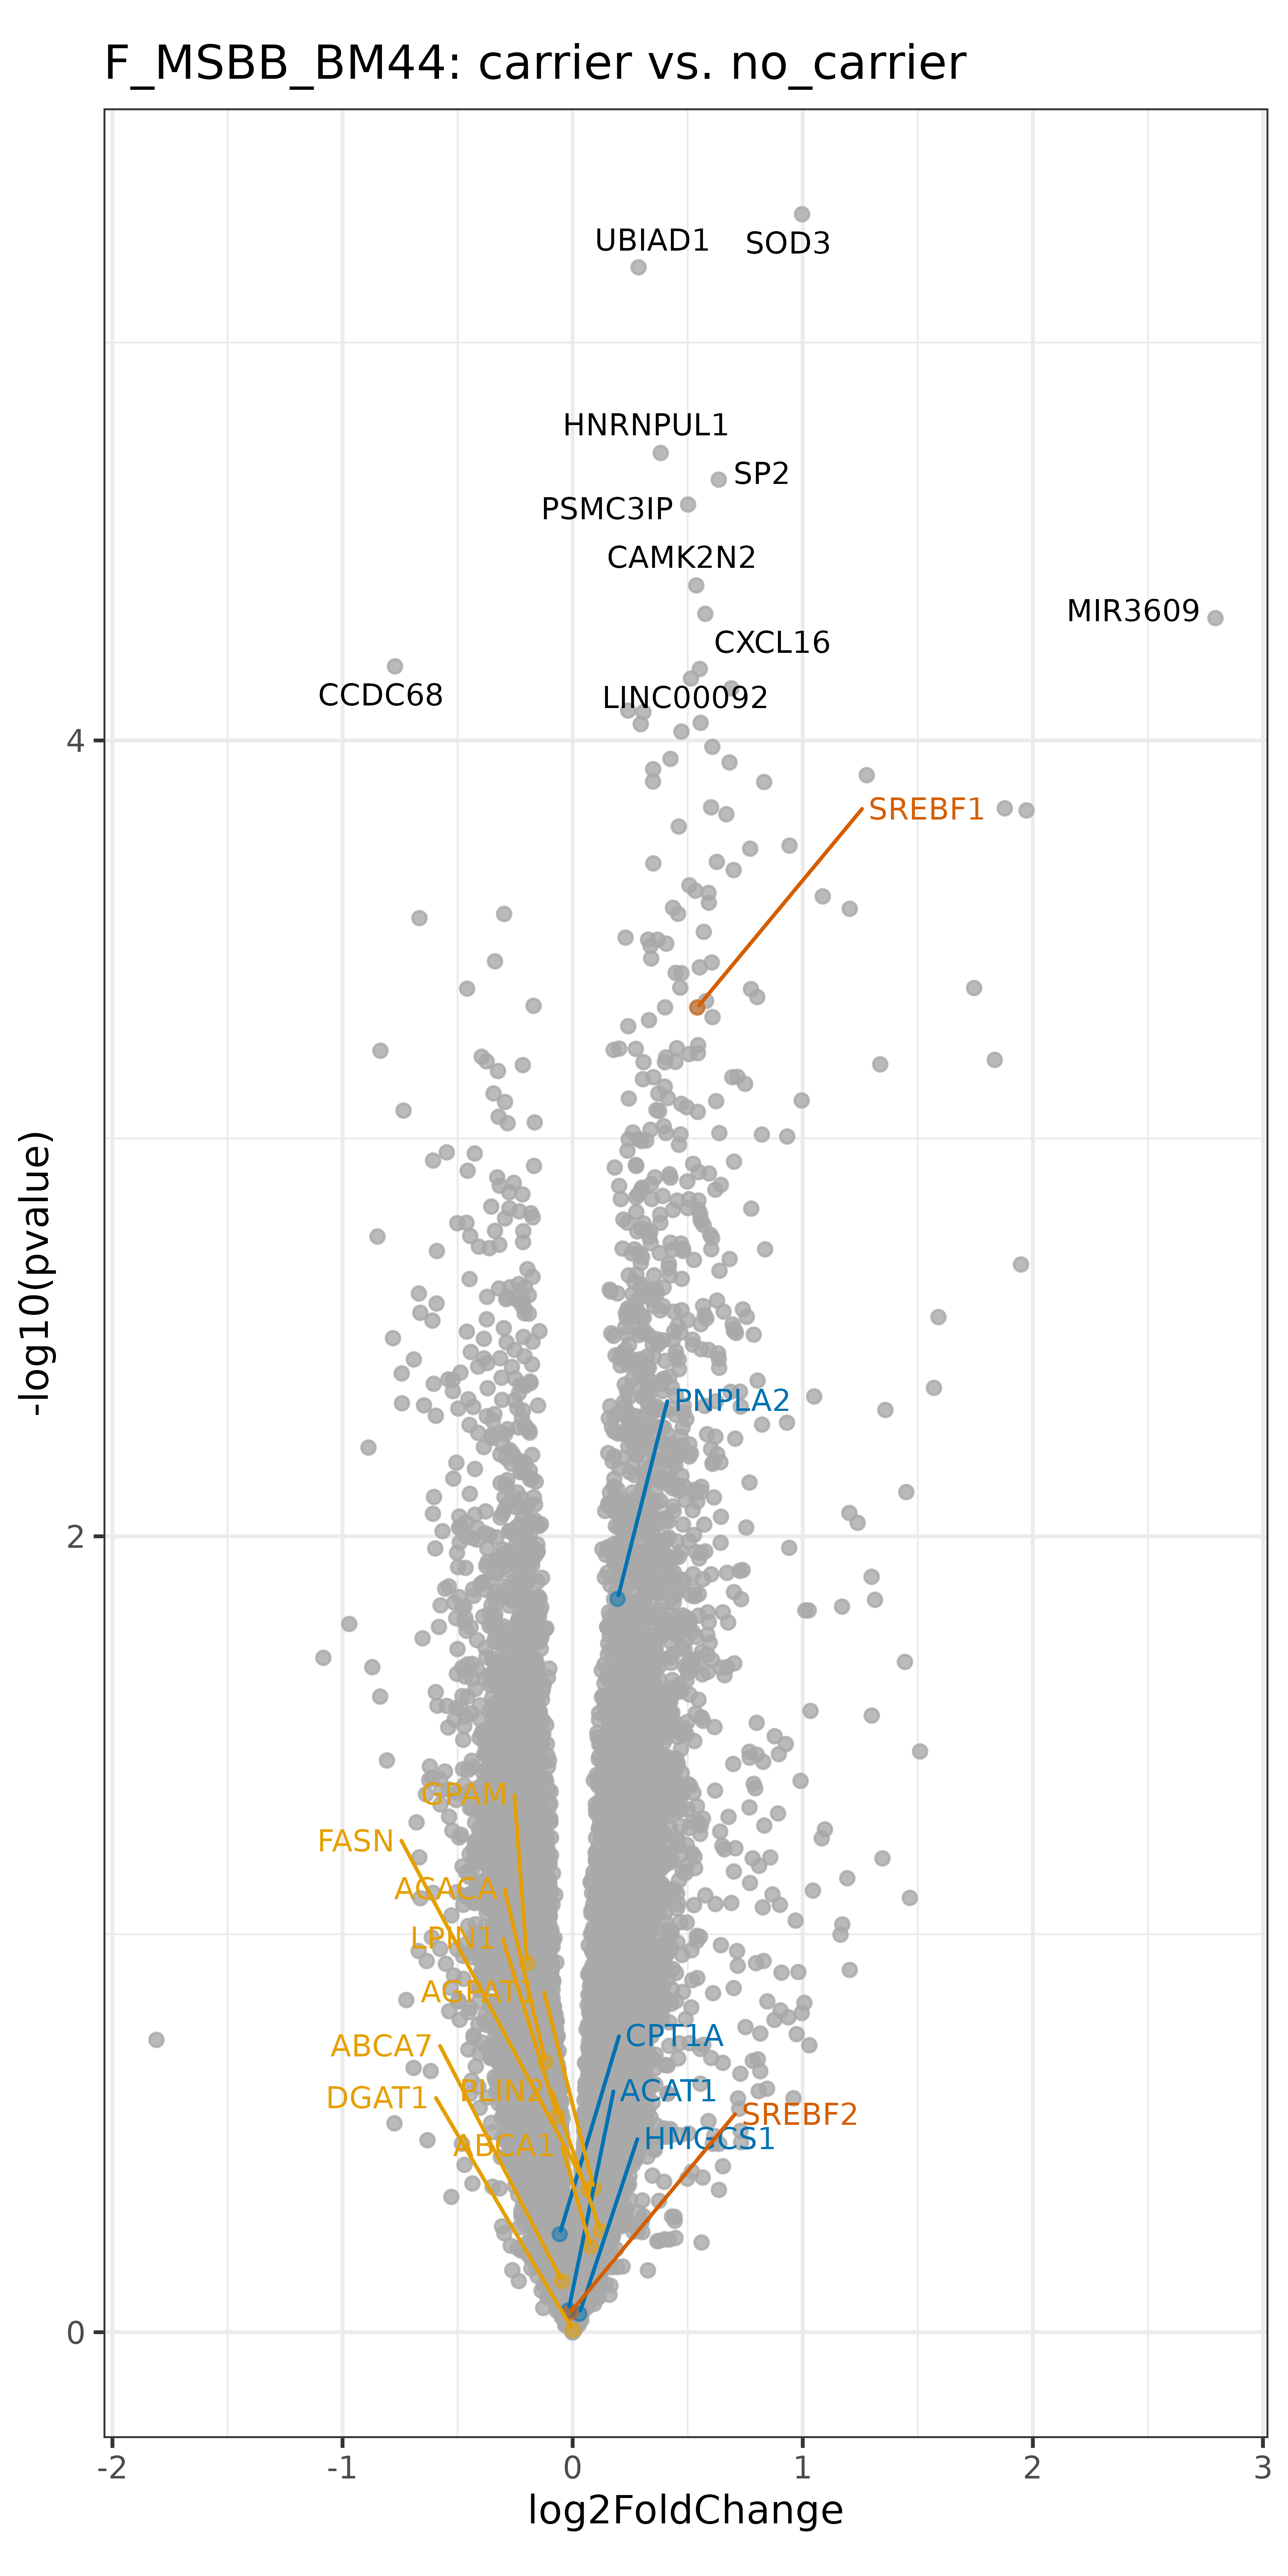 F_MSBB_BM44: carrier vs. no_carrier
UBIAD1
SOD3
HNRNPUL1
SP2
PSMC3IP
CAMK2N2
MIR3609
CXCL16
CCDC68
LINC00092
4
SREBF1
-log10(pvalue)
PNPLA2
2
GPAM
FASN
ACACA
LPIN1
AGPAT1
CPT1A
ABCA7
PLIN2
ACAT1
DGAT1
SREBF2
HMGCS1
ABCA1
0
-2
-1
0
1
2
3
log2FoldChange